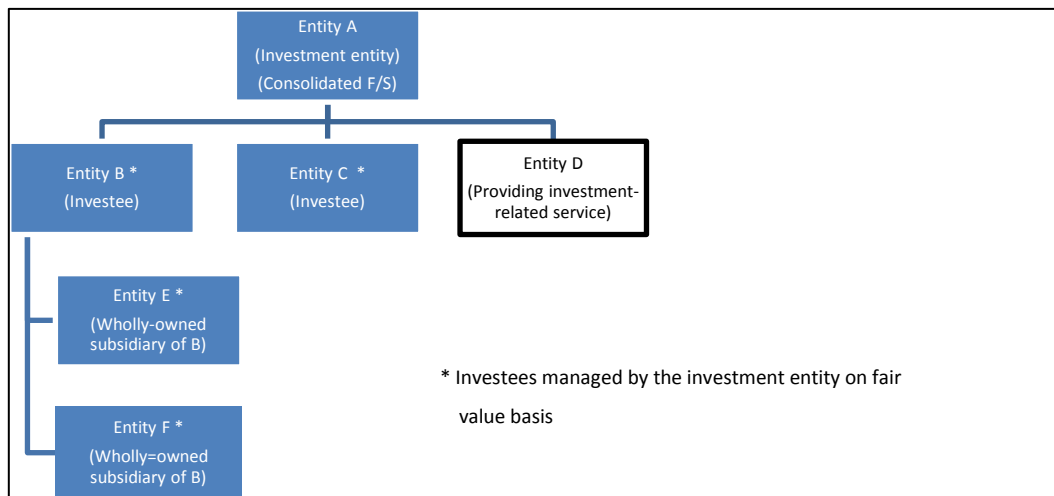 Entity A
(Investment entity)
(Consolidated F/S)
Entity B *
(Investee)
Entity C *
(Investee)
Entity D
(Providing investment-
related service)
Entity E *
(Wholly-owned
subsidiary of B)
* Investees managed by the investment entity on fair
value basis
Entity F *
(Wholly=owned
subsidiary of B)